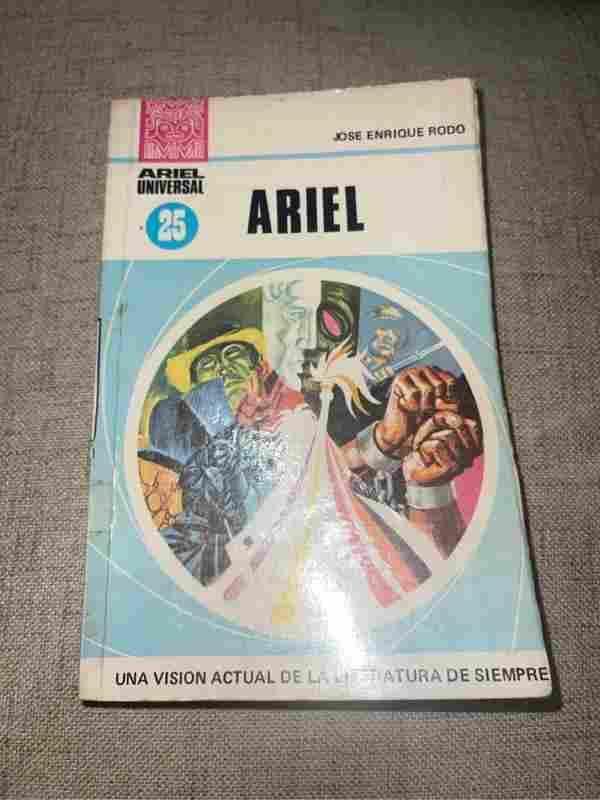 JOSE ENRIQUE RODO
ARIEL
UNIVERSAL
25
ARIEL
UNA VISION ACTUAL DE LA LITERATURA DE SIEMPRE